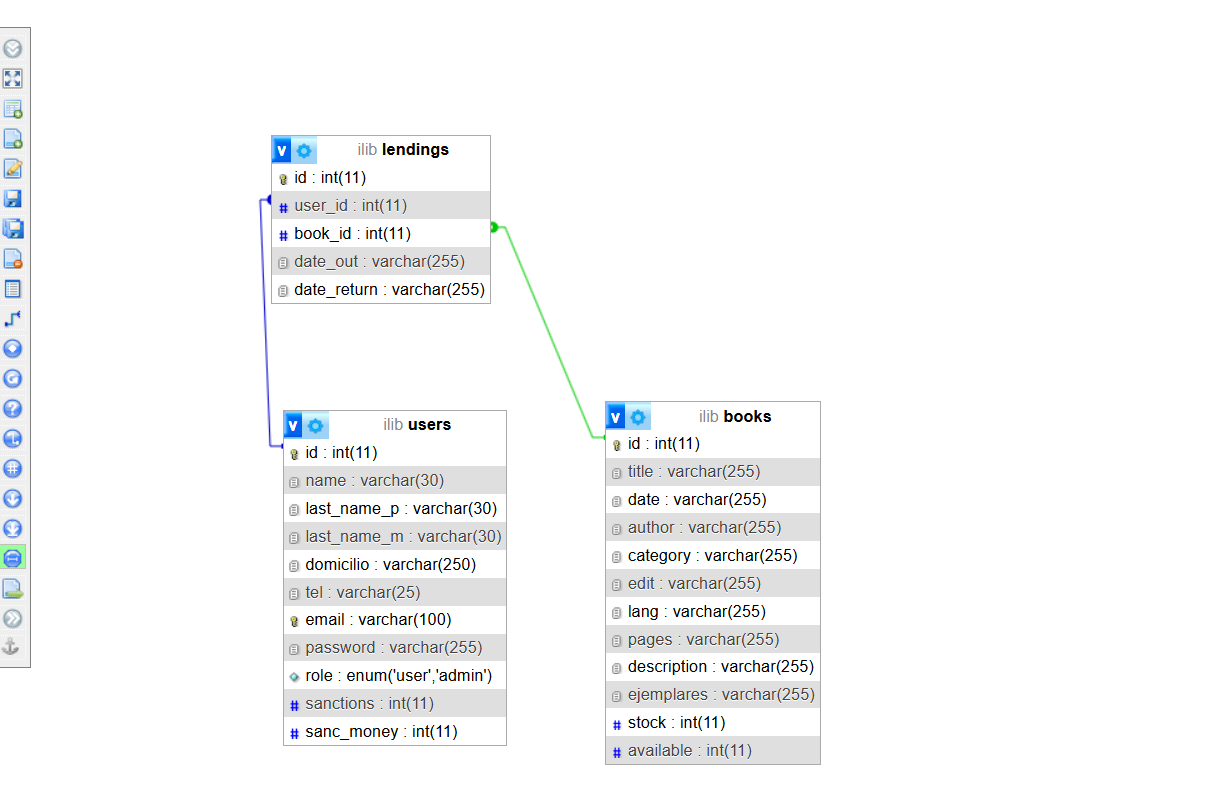 v ilib lendings
id : int(11)
# user_id : int(11)
# book_id : int(11)
date_out : varchar(255)
date_return : varchar(255)
v ilib users
id : int(11)
name : varchar(30)
last_name_p : varchar(30)
last_name_m : varchar(30)
domicilio : varchar(250)
tel : varchar(25)
email : varchar(100)
password : varchar(255)
role : enum('user','admin')
# sanctions : int(11)
# sanc_money : int(11)
v ilib books
id : int(11)
title : varchar(255)
date : varchar(255)
author : varchar(255)
category : varchar(255)
edit : varchar(255)
lang : varchar(255)
pages : varchar(255)
description : varchar(255)
ejemplares : varchar(255)
# stock : int(11)
# available : int(11)